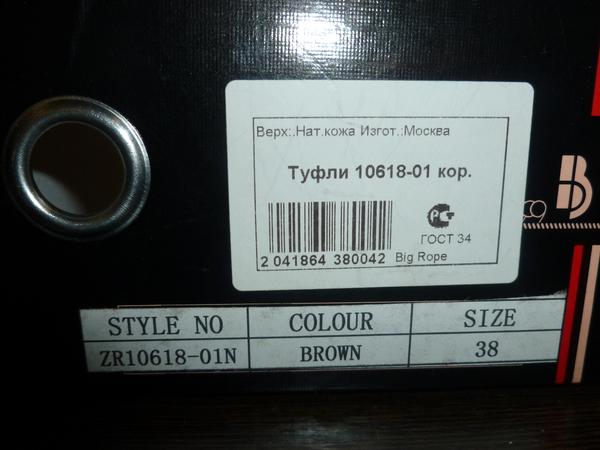 Верх:.Нат.кожа Изгот.:Москва
Туфли 10618-01 кор.
ГОСТ 34
2 041864 380042 Big Rope
B
STYLE NO COLOUR SIZE
ZR10618-01N BROWN 38